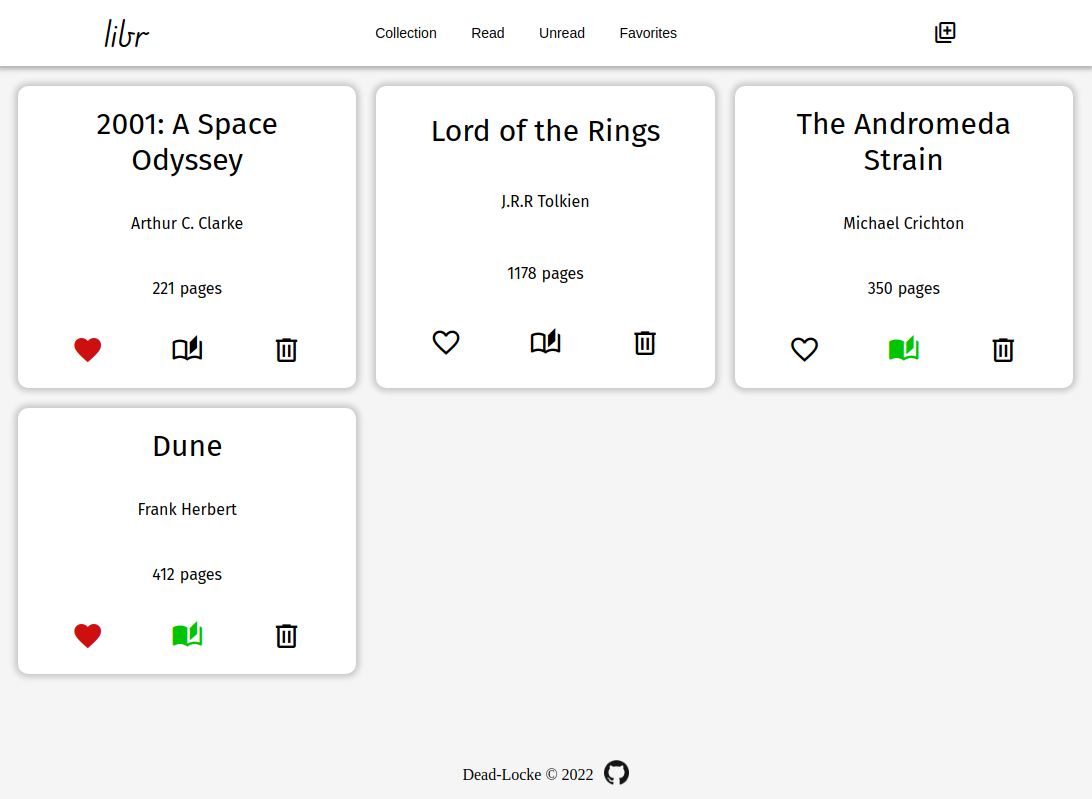 libr
Collection
Read
Unread
Favorites
2001: A Space
Odyssey
Arthur C. Clarke
221 pages
Lord of the Rings
J.R.R Tolkien
1178 pages
The Andromeda
Strain
Michael Crichton
350 pages
Dune
Frank Herbert
412 pages
Dead-Locke © 2022